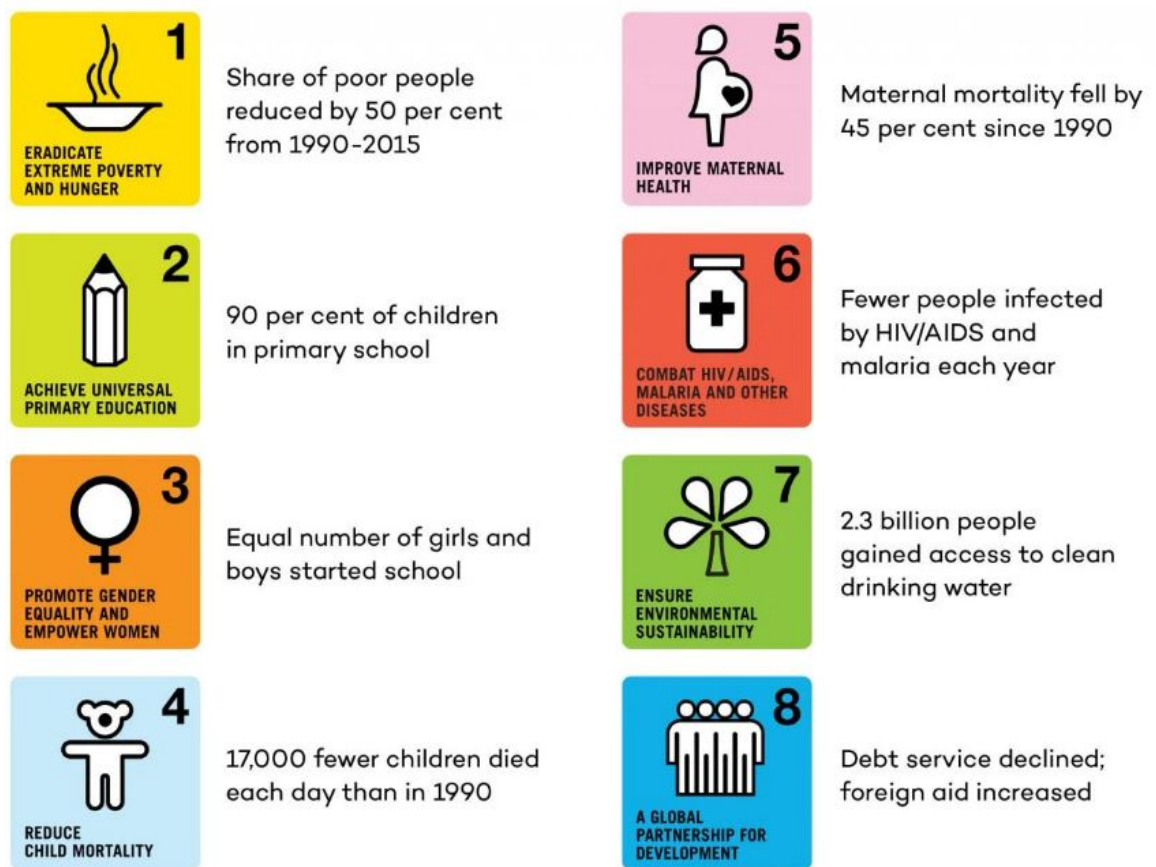 1
ERADICATE
EXTREME POVERTY
AND HUNGER
Share of poor people
reduced by 50 per cent
from 1990-2015
2
ACHIEVE UNIVERSAL
PRIMARY EDUCATION
90 per cent of children
in primary school
3
PROMOTE GENDER
EQUALITY AND
EMPOWER WOMEN
Equal number of girls and
boys started school
4
REDUCE
CHILD MORTALITY
17,000 fewer children died
each day than in 1990
5
IMPROVE MATERNAL
HEALTH
Maternal mortality fell by
45 per cent since 1990
6
COMBAT HIV/AIDS,
MALARIA AND OTHER
DISEASES
Fewer people infected
by HIV/AIDS and
malaria each year
7
ENSURE
ENVIRONMENTAL
SUSTAINABILITY
2.3 billion people
gained access to clean
drinking water
8
A GLOBAL
PARTNERSHIP FOR
DEVELOPMENT
Debt service declined;
foreign aid increased